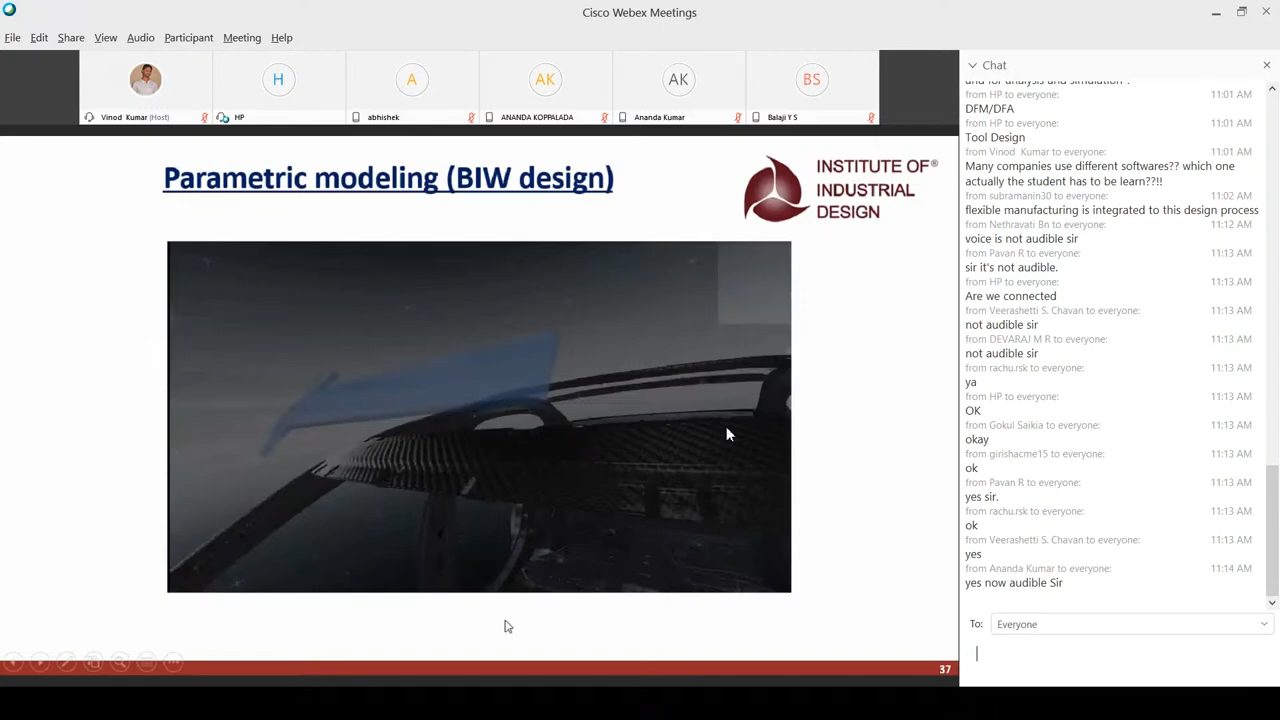 Cisco Webex Meetings
File Edit Share View Audio Participant Meeting Help
H
A
AK
AK
BS
Vinod Kumar (Host)
HP
abhishek
ANANDA KOPPALADA
Ananda Kumar
Balaji Y S
Parametric modeling (BIW design)
INSTITUTE OF®
INDUSTRIAL
DESIGN
37
Chat
and for analysis and simulation .
from HP to everyone: 11:01 AM
DFM/DFA
from HP to everyone: 11:01 AM
Tool Design
from Vinod Kumar to everyone: 11:01 AM
Many companies use different softwares?? which one
actually the student has to be learn??!!
from subramanin30 to everyone: 11:02 AM
flexible manufacturing is integrated to this design process
from Nethravati Bn to everyone: 11:12 AM
voice is not audible sir
from Pavan R to everyone: 11:13 AM
sir it's not audible.
from HP to everyone: 11:13 AM
Are we connected
from Veerashetti S. Chavan to everyone: 11:13 AM
not audible sir
from DEVARAJ M R to everyone: 11:13 AM
not audible sir
from rachu.rsk to everyone: 11:13 AM
ya
from HP to everyone: 11:13 AM
OK
from Gokul Saikia to everyone: 11:13 AM
okay
from girishacme15 to everyone: 11:13 AM
ok
from Pavan R to everyone: 11:13 AM
yes sir.
from rachu.rsk to everyone: 11:13 AM
ok
from Veerashetti S. Chavan to everyone: 11:13 AM
yes
from Ananda Kumar to everyone: 11:14 AM
yes now audible Sir
To: Everyone